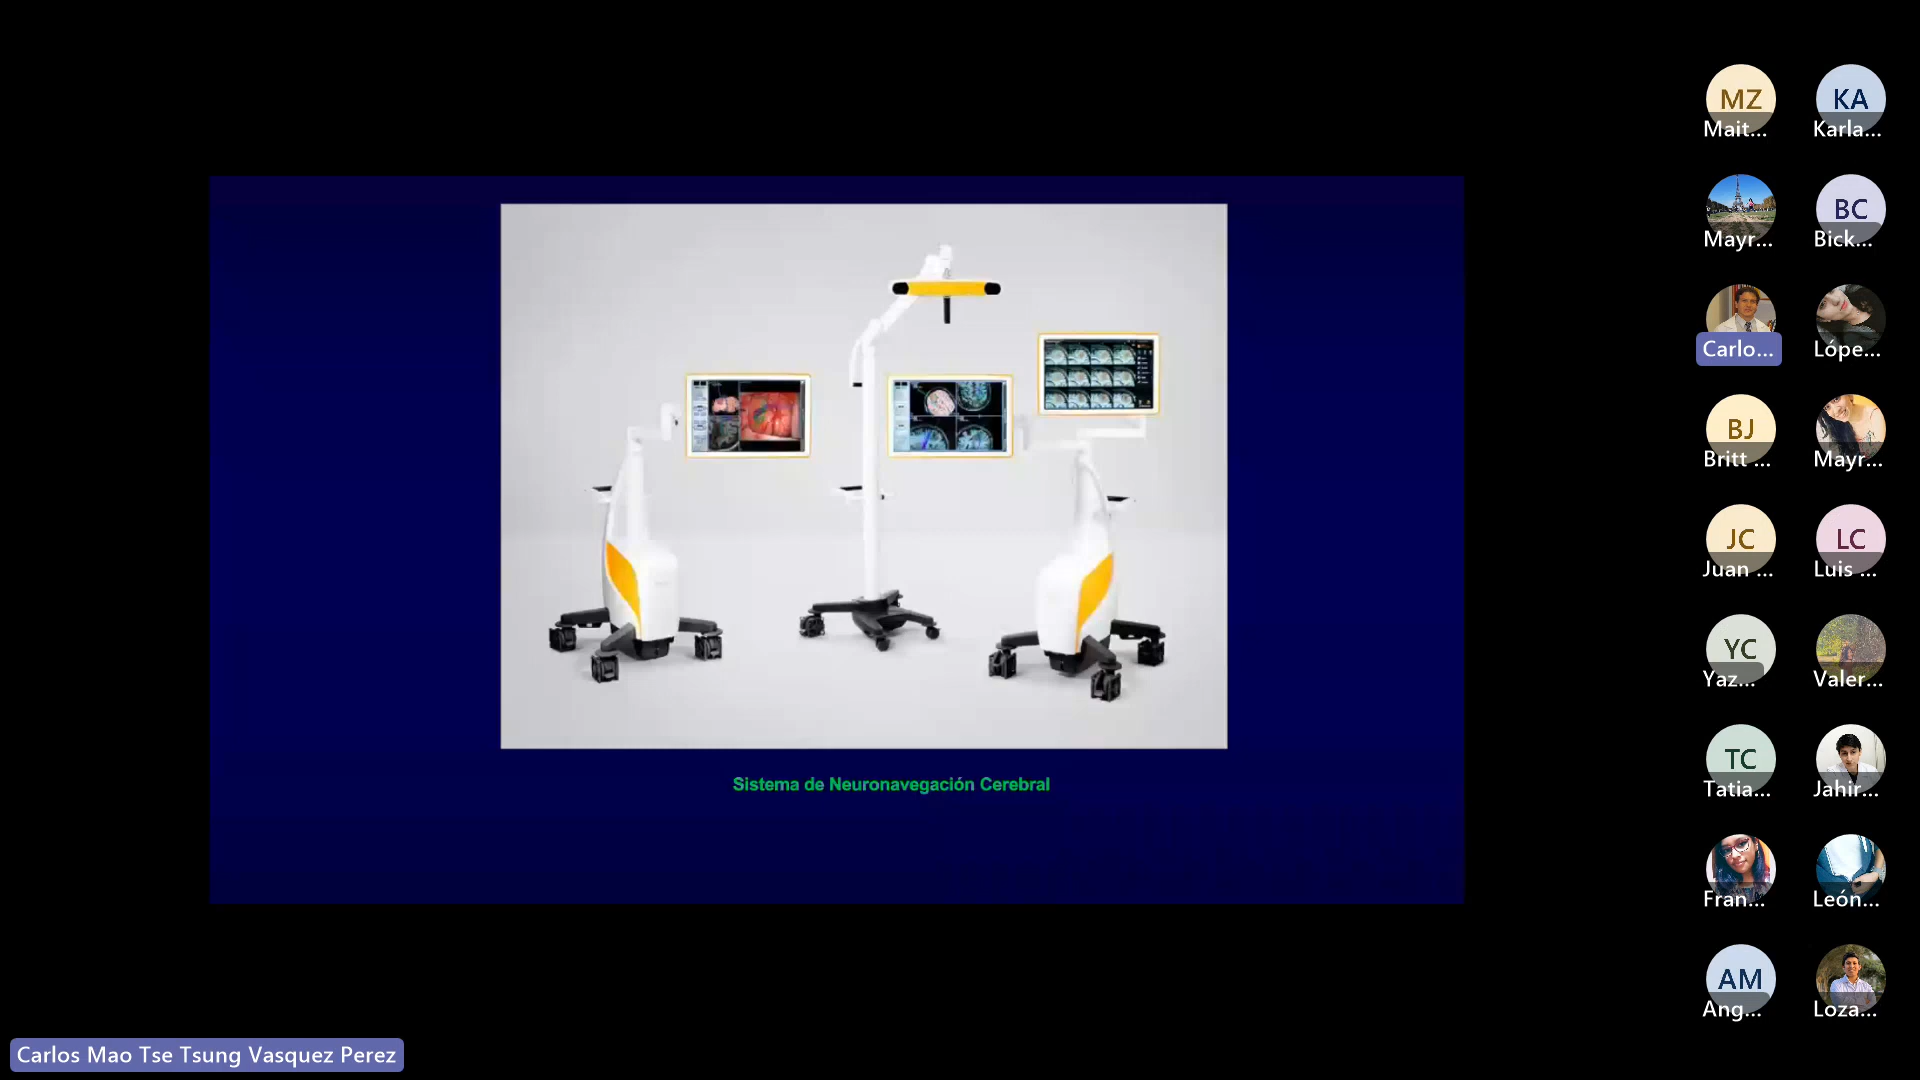 MZ
Mait...
KA
Karla...
Mayr...
BC
Bick...
Carlo...
Lópe...
BJ
Britt ...
Mayr...
JC
Juan ...
LC
Luis ...
YC
Yaz...
Valer...
TC
Tatia...
Jahir...
Fran...
León...
AM
Ang...
Loza...
Sistema de Neuronavegación Cerebral
Carlos Mao Tse Tsung Vasquez Perez